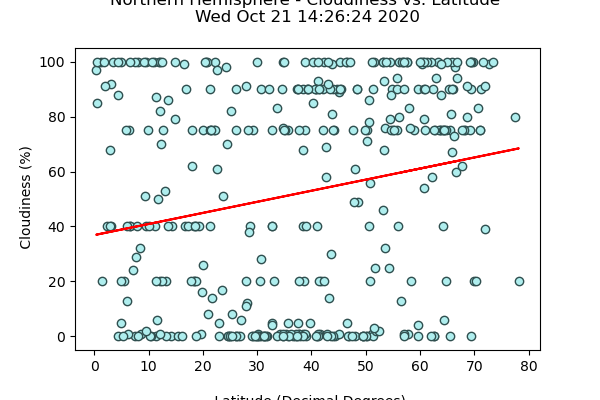 Northern Hemisphere - Cloudiness vs. Latitude
Wed Oct 21 14:26:24 2020
100
80
60
40
20
0
Cloudiness (%)
0 10 20 30 40 50 60 70 80
Latitude (Decimal Degrees)